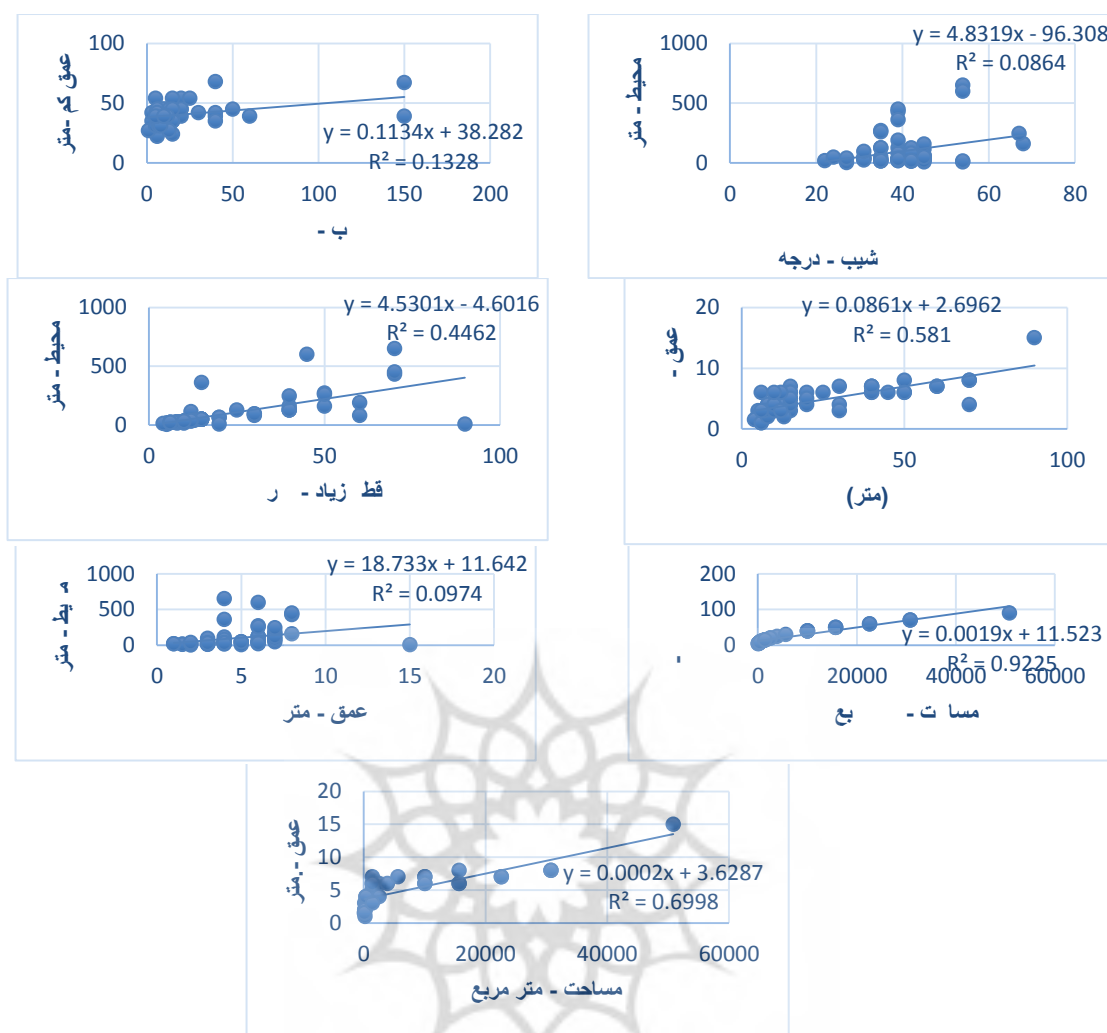 100
50
0
0 50 100 150 200
عمق کم -متر
y = 0.1134x + 38.282
R² = 0.1328
ب -
1000
500
0
0 20 40 60 80
محیط - متر
y = 4.8319x - 96.308
R² = 0.0864
شیب - درجه
1000
500
0
0 50 100
محیط - متر
y = 4.5301x - 4.6016
R² = 0.4462
قط زیاد - ر
20
10
0
0 50 100
عمق -
y = 0.0861x + 2.6962
R² = 0.581
(متر)
1000
500
0
0 5 10 15 20
م یط - متر
y = 18.733x + 11.642
R² = 0.0974
عمق - متر
200
100
0
0 20000 40000 60000
-
y = 0.0019x + 11.523
R² = 0.9225
مسا ت - بع
20
15
10
5
0
0 20000 40000 60000
عمق -متر
y = 0.0002x + 3.6287
R² = 0.6998
مساحت - متر مربع